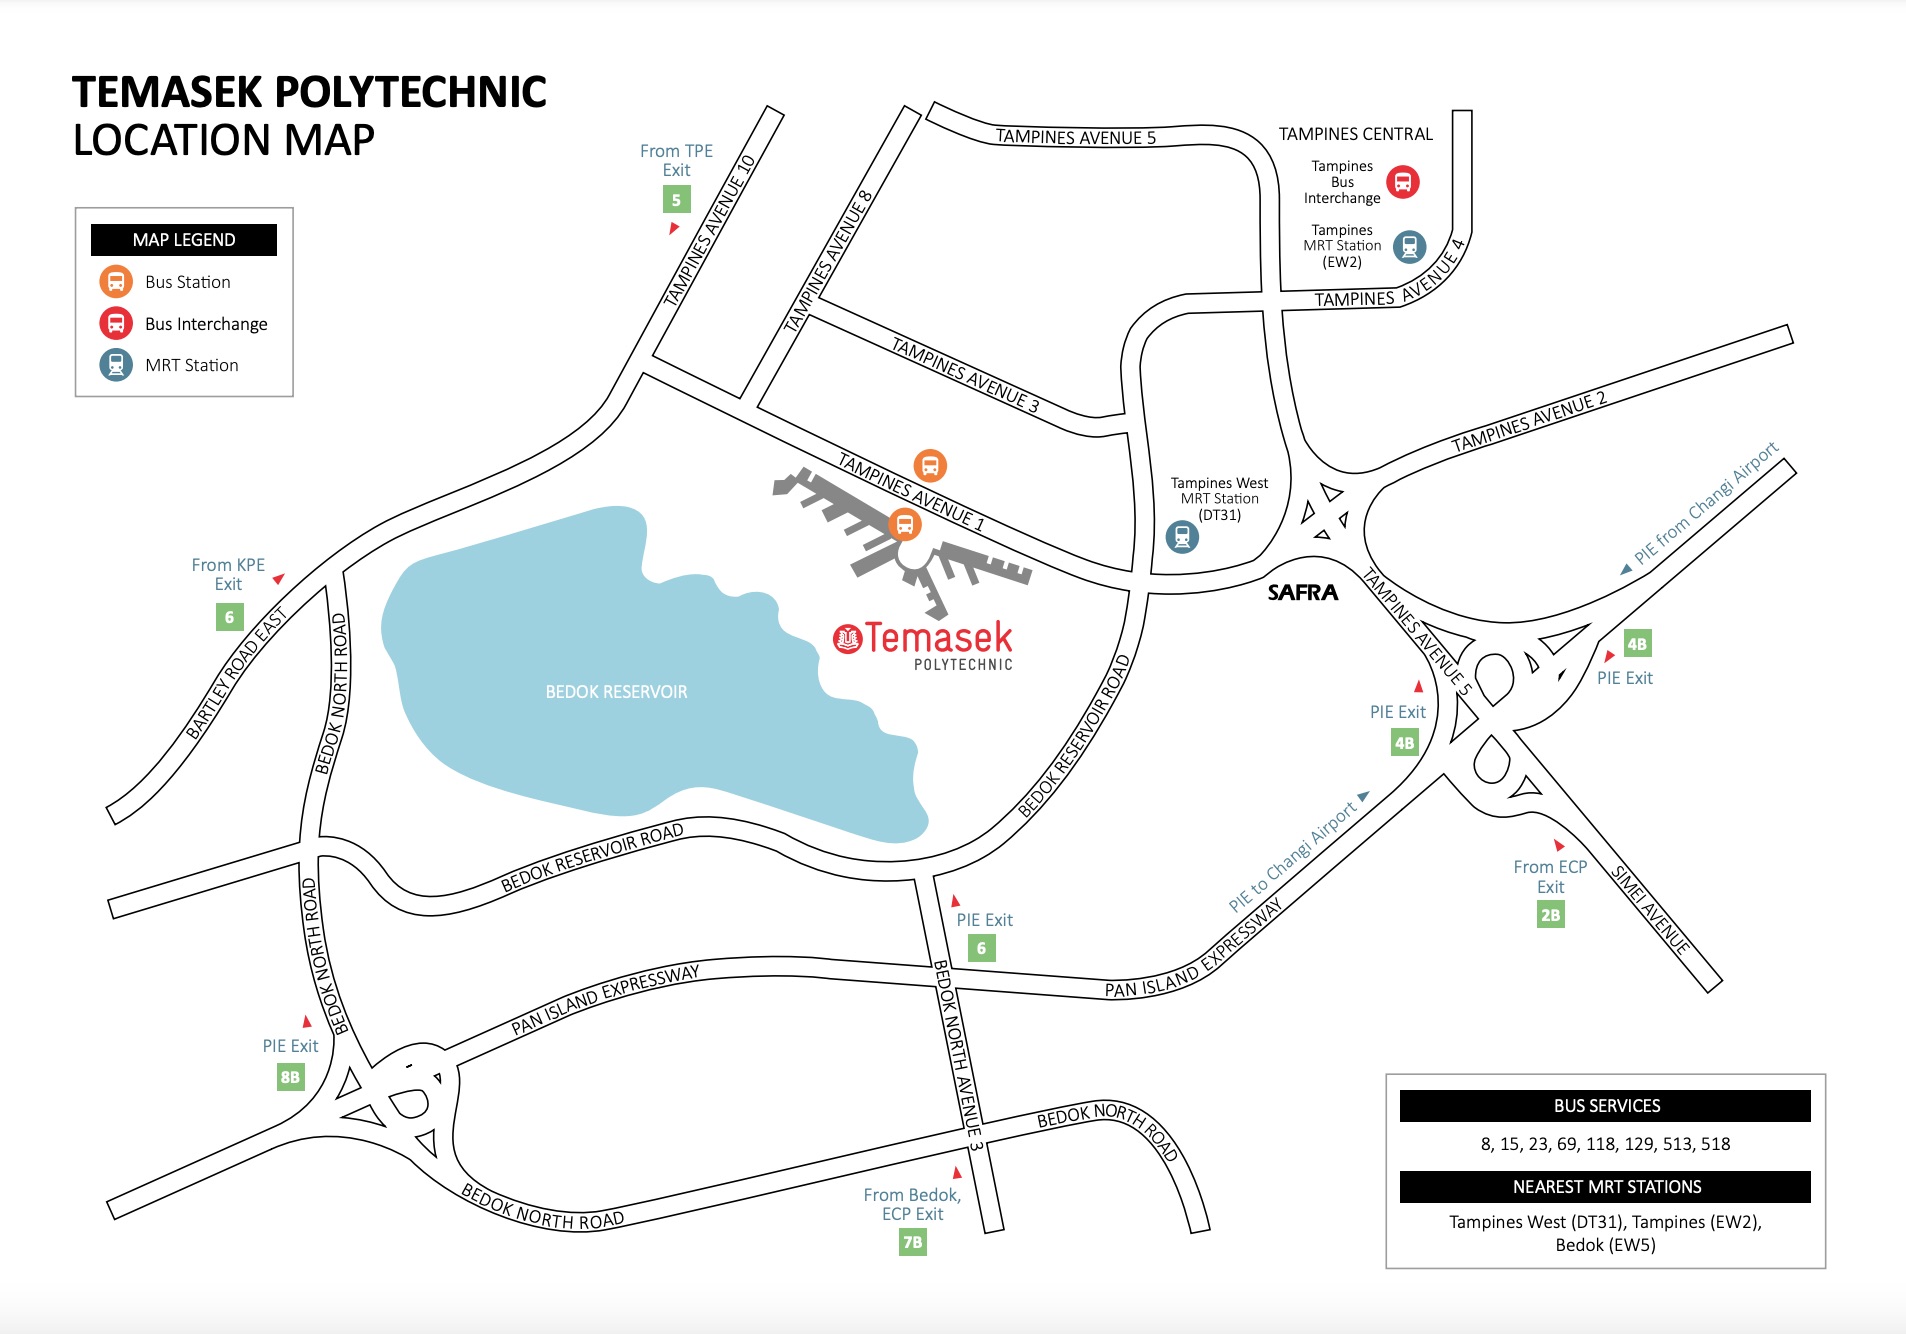 TEMASEK POLYTECHNIC
LOCATION MAP
MAP LEGEND
Bus Station
Bus Interchange
MRT Station
From TPE
Exit
5
TAMPINES AVENUE 10
TAMPINES AVENUE 8
TAMPINES AVENUE 5
TAMPINES CENTRAL
Tampines
Bus
Interchange
Tampines
MRT Station
(EW2)
TAMPINES AVENUE 4
TAMPINES AVENUE 3
TAMPINES AVENUE 2
TAMPINES AVENUE 1
Tampines West
MRT Station
(DT31)
PIE from Changi Airport
SAFRA
TAMPINES AVENUE 5
From KPE
Exit
6
BARTLEY ROAD EAST
BEDOK NORTH ROAD
BEDOK RESERVOIR
Temasek
POLYTECHNIC
BEDOK RESERVOIR ROAD
4B
PIE Exit
PIE Exit
4B
BEDOK RESERVOIR ROAD
PIE to Changi Airport
From ECP
Exit
2B
SIMEI AVENUE
BEDOK NORTH ROAD
PIE Exit
6
PAN ISLAND EXPRESSWAY
PAN ISLAND EXPRESSWAY
BEDOK NORTH AVENUE 3
PIE Exit
8B
BEDOK NORTH ROAD
BEDOK NORTH ROAD
From Bedok,
ECP Exit
7B
BUS SERVICES
8, 15, 23, 69, 118, 129, 513, 518
NEAREST MRT STATIONS
Tampines West (DT31), Tampines (EW2),
Bedok (EW5)